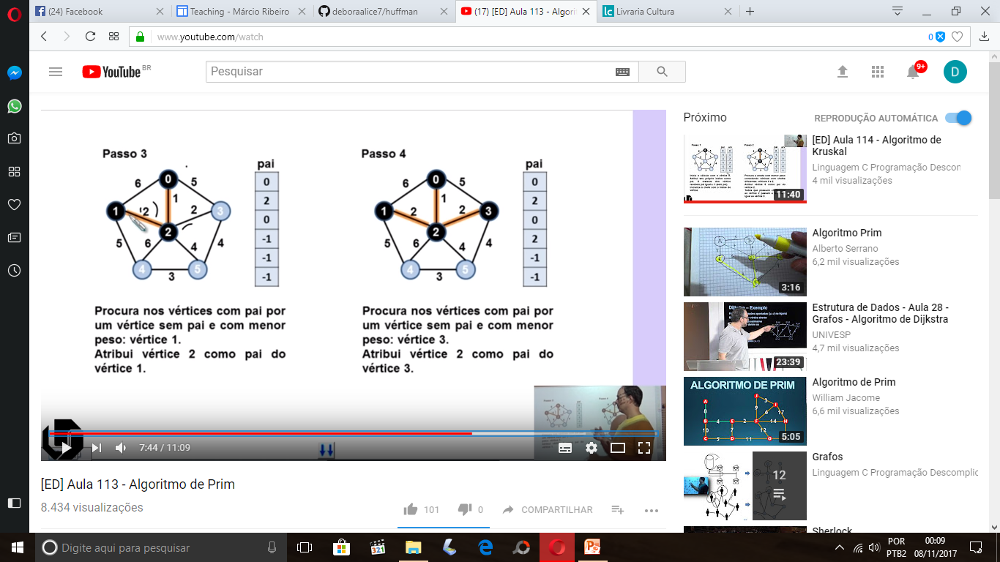 (24) Facebook
Teaching - Márcio Ribeiro
deboraalice7/huffman
(17) [ED] Aula 113 - Algori
Livraria Cultura
www.youtube.com/watch
0
YouTube BR
Pesquisar
9+
D
Passo 3
6 0 5
1
1 2 2 3
2
5 6 4 4
4 3 5
pai
0
2
0
-1
-1
-1
Procura nos vértices com pai por
um vértice sem pai e com menor
peso: vértice 1.
Atribui vértice 2 como pai do
vértice 1.
Passo 4
6 0 5
1
1 2 2 3
2
5 6 4 4
4 3 5
pai
0
2
0
2
-1
-1
Procura nos vértices com pai por
um vértice sem pai e com menor
peso: vértice 3.
Atribui vértice 2 como pai do
vértice 3.
7:44 / 11:09
[ED] Aula 113 - Algoritmo de Prim
8.434 visualizações
101
0
COMPARTILHAR
Próximo
REPRODUÇÃO AUTOMÁTICA
11:40
[ED] Aula 114 - Algoritmo de
Kruskal
Linguagem C Programação Descon
4 mil visualizações
3:16
Algoritmo Prim
Alberto Serrano
6,2 mil visualizações
23:39
Estrutura de Dados - Aula 28 -
Grafos - Algoritmo de Dijkstra
UNIVESP
4,7 mil visualizações
ALGORITMO DE PRIM
5:05
Algoritmo de Prim
William Jacome
6,6 mil visualizações
12
Grafos
Linguagem C Programação Descomplic
Sherlock
Digite aqui para pesquisar
321
POR
PTB2
00:09
08/11/2017